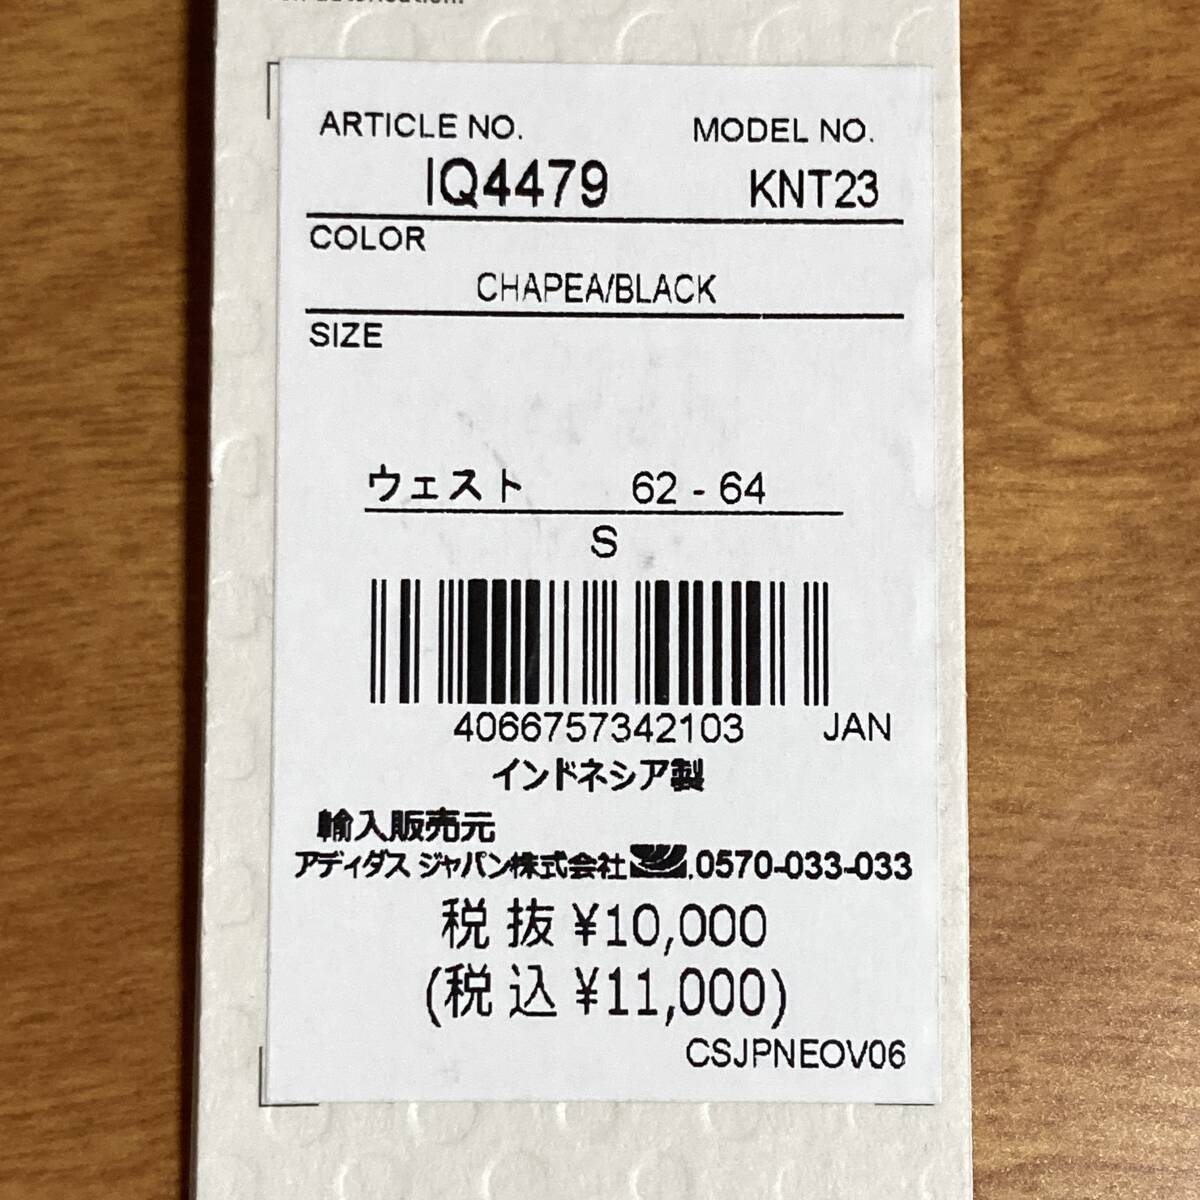 ARTICLE NO. MODEL NO.
IQ4479 KNT23
COLOR
CHAPEA/BLACK
SIZE
ウェスト 62 - 64
S
4066757342103 JAN
インドネシア製
輸入販売元
アディダス ジャパン株式会社 .0570-033-033
税抜 ¥10,000
(税込 ¥11,000)
CSJPNEOV06